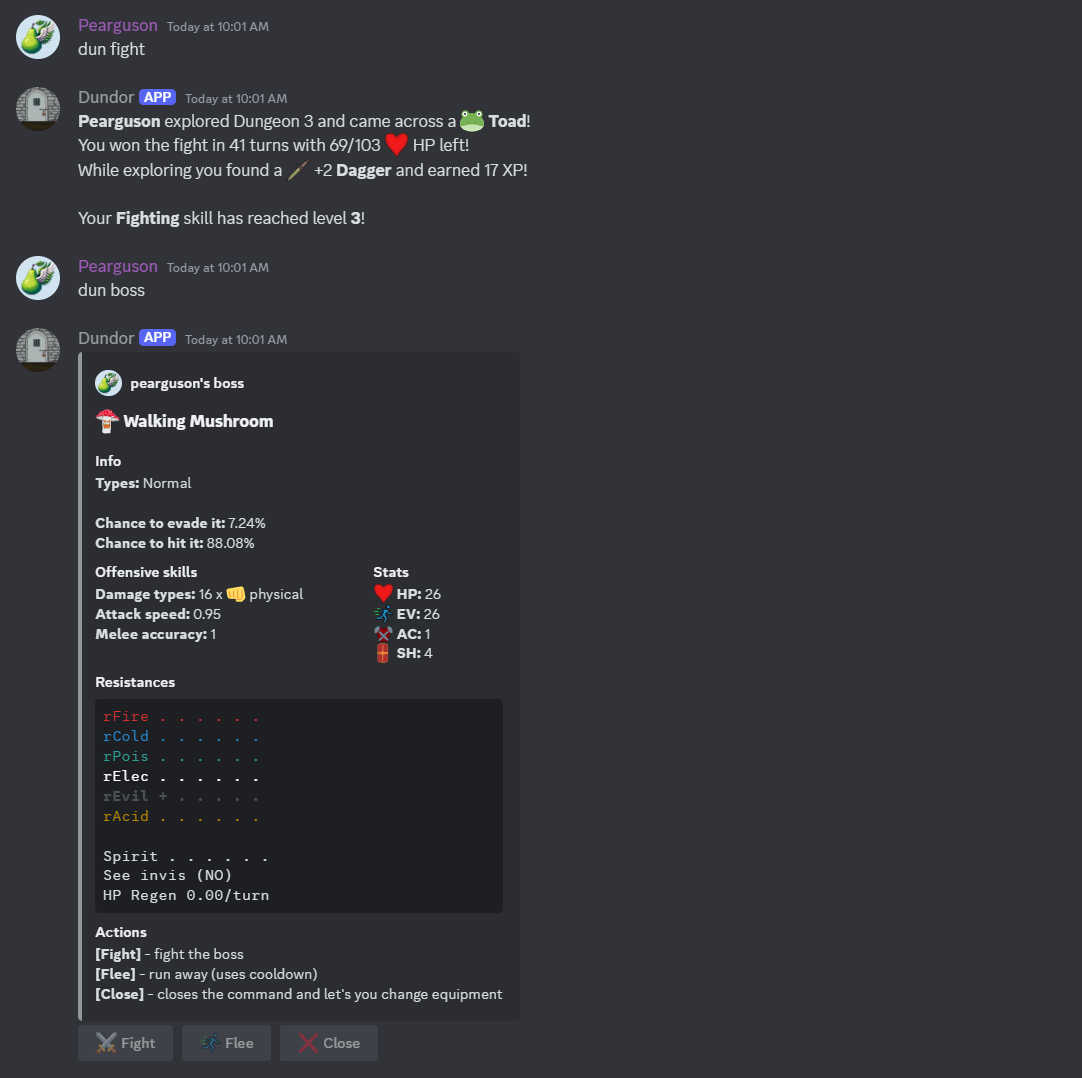 Pearguson Today at 10:01 AM
dun fight
Dundor APP Today at 10:01 AM
Pearguson explored Dungeon 3 and came across a Toad!
You won the fight in 41 turns with 69/103 HP left!
While exploring you found a +2 Dagger and earned 17 XP!
Your Fighting skill has reached level 3!
Pearguson Today at 10:01 AM
dun boss
Dundor APP Today at 10:01 AM
pearguson's boss
Walking Mushroom
Info
Types: Normal
Chance to evade it: 7.24%
Chance to hit it: 88.08%
Offensive skills
Damage types: 16 x physical
Attack speed: 0.95
Melee accuracy: 1
Stats
HP: 26
EV: 26
AC: 1
SH: 4
Resistances
rFire . . . . . .
rCold . . . . . .
rPois . . . . . .
rElec . . . . . .
rEvil + . . . . .
rAcid . . . . . .
Spirit . . . . . .
See invis (NO)
HP Regen 0.00/turn
Actions
[Fight] - fight the boss
[Flee] - run away (uses cooldown)
[Close] - closes the command and let's you change equipment
Fight Flee Close